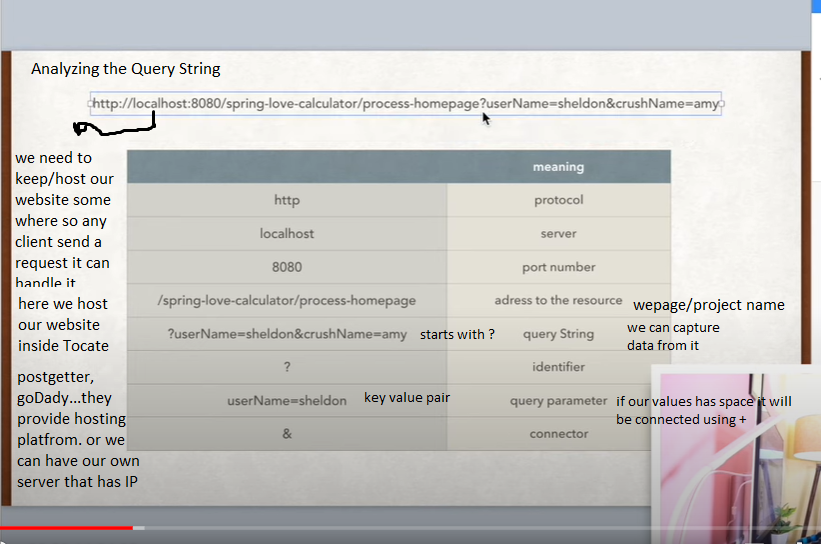 Analyzing the Query String
http://localhost:8080/spring-love-calculator/process-homepage?userName=sheldon&crushName=amy
we need to
keep/host our
website some
where so any
client send a
request it can
handle it
here we host
our website
inside Tocate
postgetter,
goDady...they
provide hosting
platfrom. or we
can have our own
server that has IP
meaning
http protocol
localhost server
8080 port number
/spring-love-calculator/process-homepage adress to the resource wepage/project name
?userName=sheldon&crushName=amy starts with ? query String we can capture
data from it
? identifier
userName=sheldon key value pair query parameter if our values has space it will
be connected using +
& connector